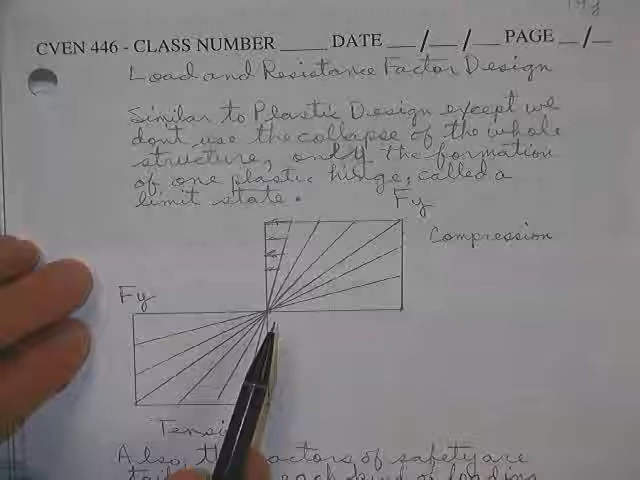 CVEN 446 - CLASS NUMBER ____ DATE __/__/__ PAGE __/__
Load and Resistance Factor Design
Similar to Plastic Design except we
dont use the collapse of the whole
structure, only the formation
of one plastic hinge, called a
limit state.
Fy
Compression
Fy
Also, the factors of safety are